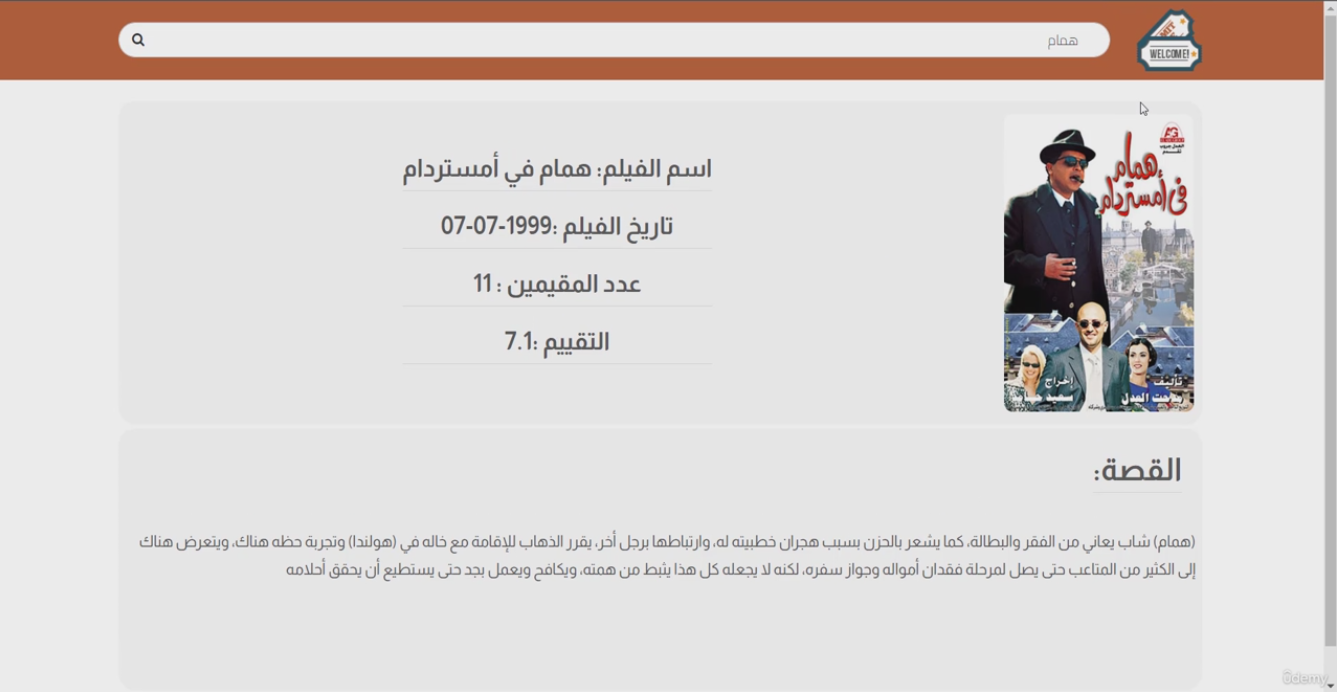 همام
WELCOME!
العدل جروب
تقدم
همام
في أمستردام
تأليف
مدحت العدل
إخراج
سعيد حامد
اسم الفيلم: همام في أمستردام
تاريخ الفيلم :1999-07-07
عدد المقيمين : 11
التقييم :7.1
القصة:
(همام) شاب يعاني من الفقر والبطالة، كما يشعر بالحزن بسبب هجران خطبيته له، وارتباطها برجل أخر، يقرر الذهاب للإقامة مع خاله في (هولندا) وتجربة حظه هناك، ويتعرض هناك
إلى الكثير من المتاعب حتى يصل لمرحلة فقدان أمواله وجواز سفره، لكنه لا يجعله كل هذا يثبط من همته، ويكافح ويعمل بجد حتى يستطيع أن يحقق أحلامه